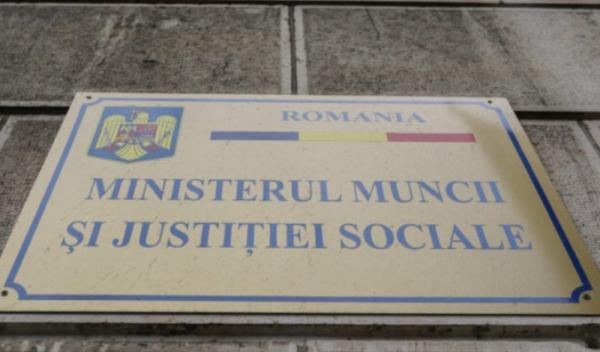 ROMANIA
MINISTERUL MUNCII
ŞI JUSTIŢIEI SOCIALE